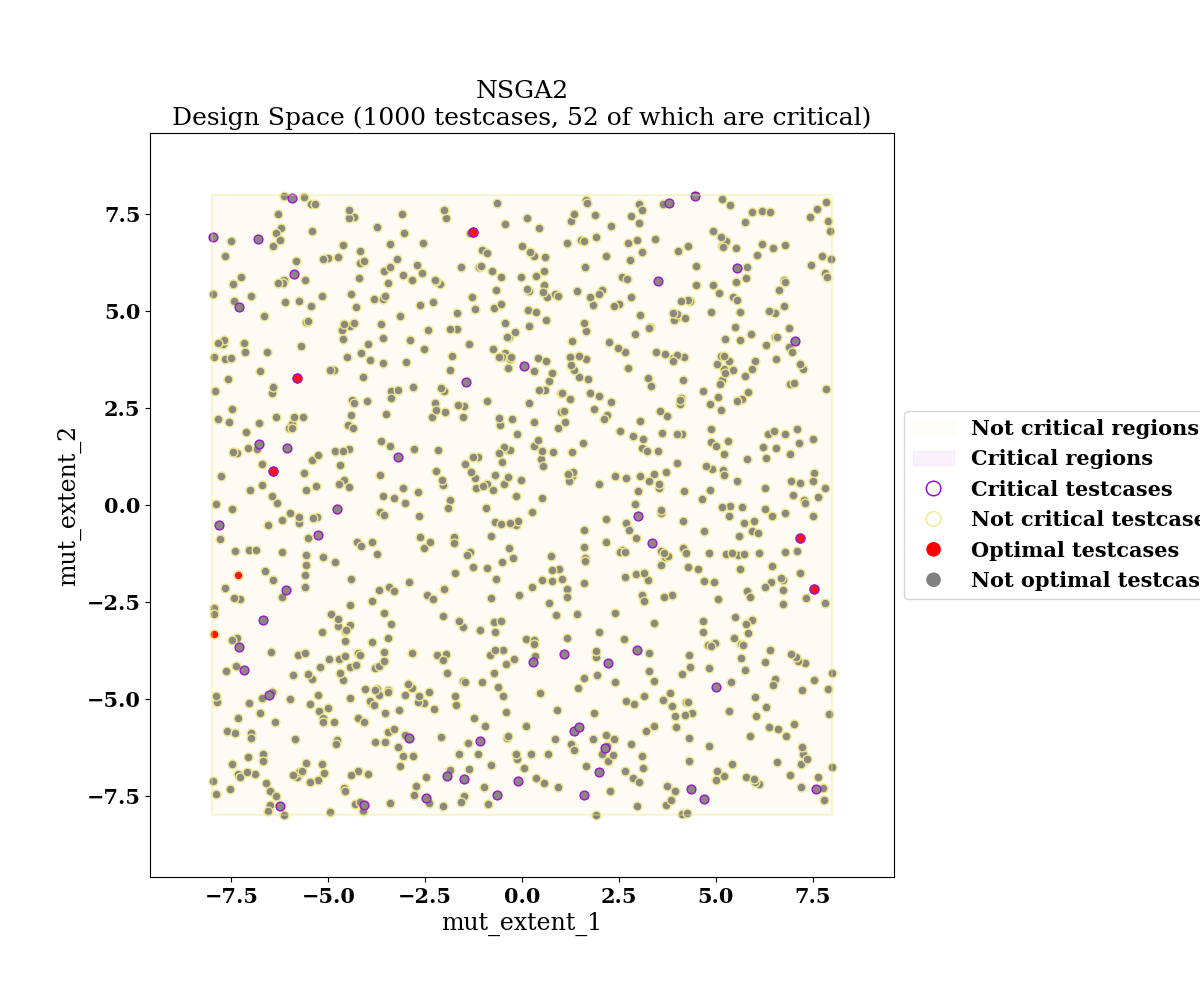 NSGA2
Design Space (1000 testcases, 52 of which are critical)
7.5
5.0
2.5
0.0
−2.5
−5.0
−7.5
mut_extent_2
−7.5 −5.0 −2.5 0.0 2.5 5.0 7.5
mut_extent_1
Not critical regions
Critical regions
Critical testcases
Not critical testcase
Optimal testcases
Not optimal testcas